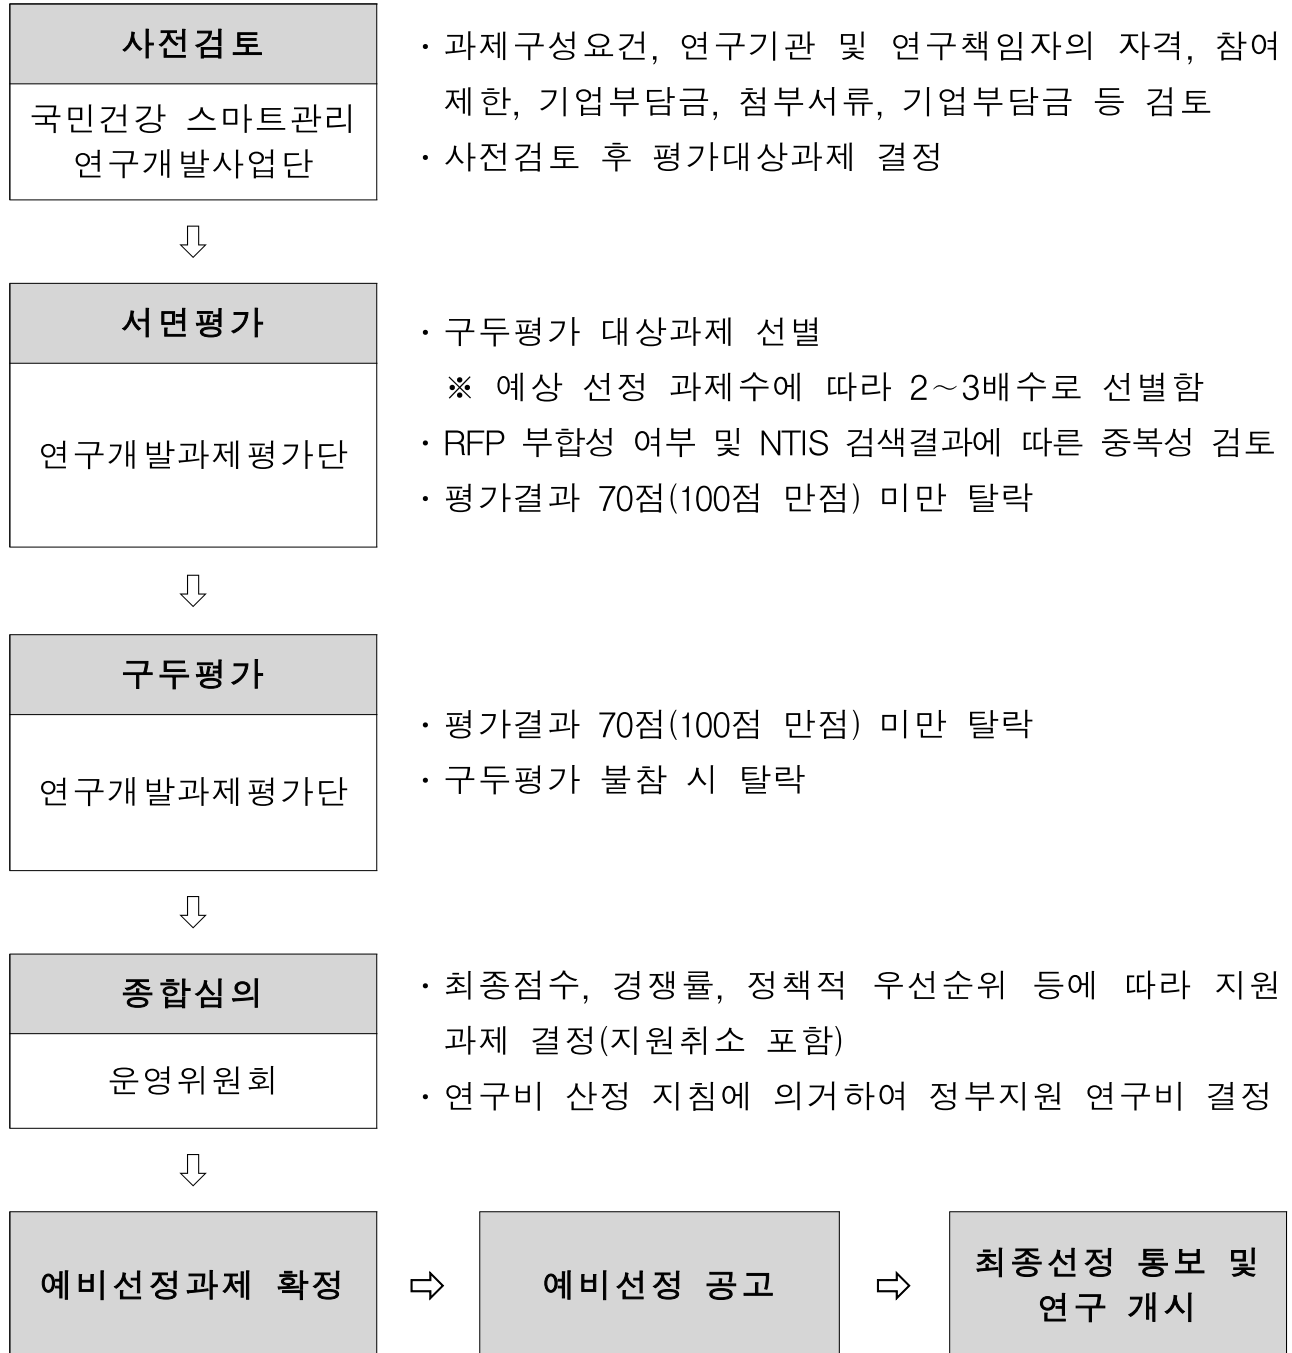 사전검토
국민건강 스마트관리
연구개발사업단
· 과제구성요건, 연구기관 및 연구책임자의 자격, 참여
제한, 기업부담금, 첨부서류, 기업부담금 등 검토
· 사전검토 후 평가대상과제 결정
⇩
서면평가
연구개발과제평가단
· 구두평가 대상과제 선별
※ 예상 선정 과제수에 따라 2~3배수로 선별함
· RFP 부합성 여부 및 NTIS 검색결과에 따른 중복성 검토
· 평가결과 70점(100점 만점) 미만 탈락
⇩
구두평가
연구개발과제평가단
· 평가결과 70점(100점 만점) 미만 탈락
· 구두평가 불참 시 탈락
⇩
종합심의
운영위원회
· 최종점수, 경쟁률, 정책적 우선순위 등에 따라 지원
과제 결정(지원취소 포함)
· 연구비 산정 지침에 의거하여 정부지원 연구비 결정
⇩
예비선정과제 확정
⇨
예비선정 공고
⇨
최종선정 통보 및
연구 개시